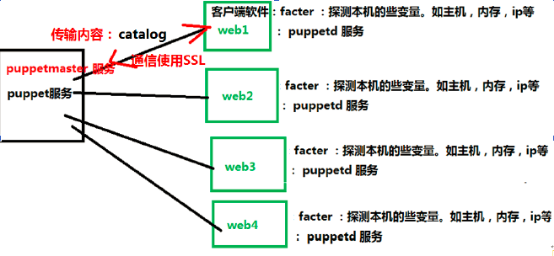 客户端软件：facter ：探测本机的些变量。如主机，内存，ip等
：puppetd 服务
传输内容：catalog
web1
通信使用SSL
puppetmaster 服务
puppet服务
web2
facter ：探测本机的些变量。如主机，内存，ip等
：puppetd 服务
web3
facter ：探测本机的些变量。如主机，内存，ip等
：puppetd 服务
web4
facter ：探测本机的些变量。如主机，内存，ip等
：puppetd 服务